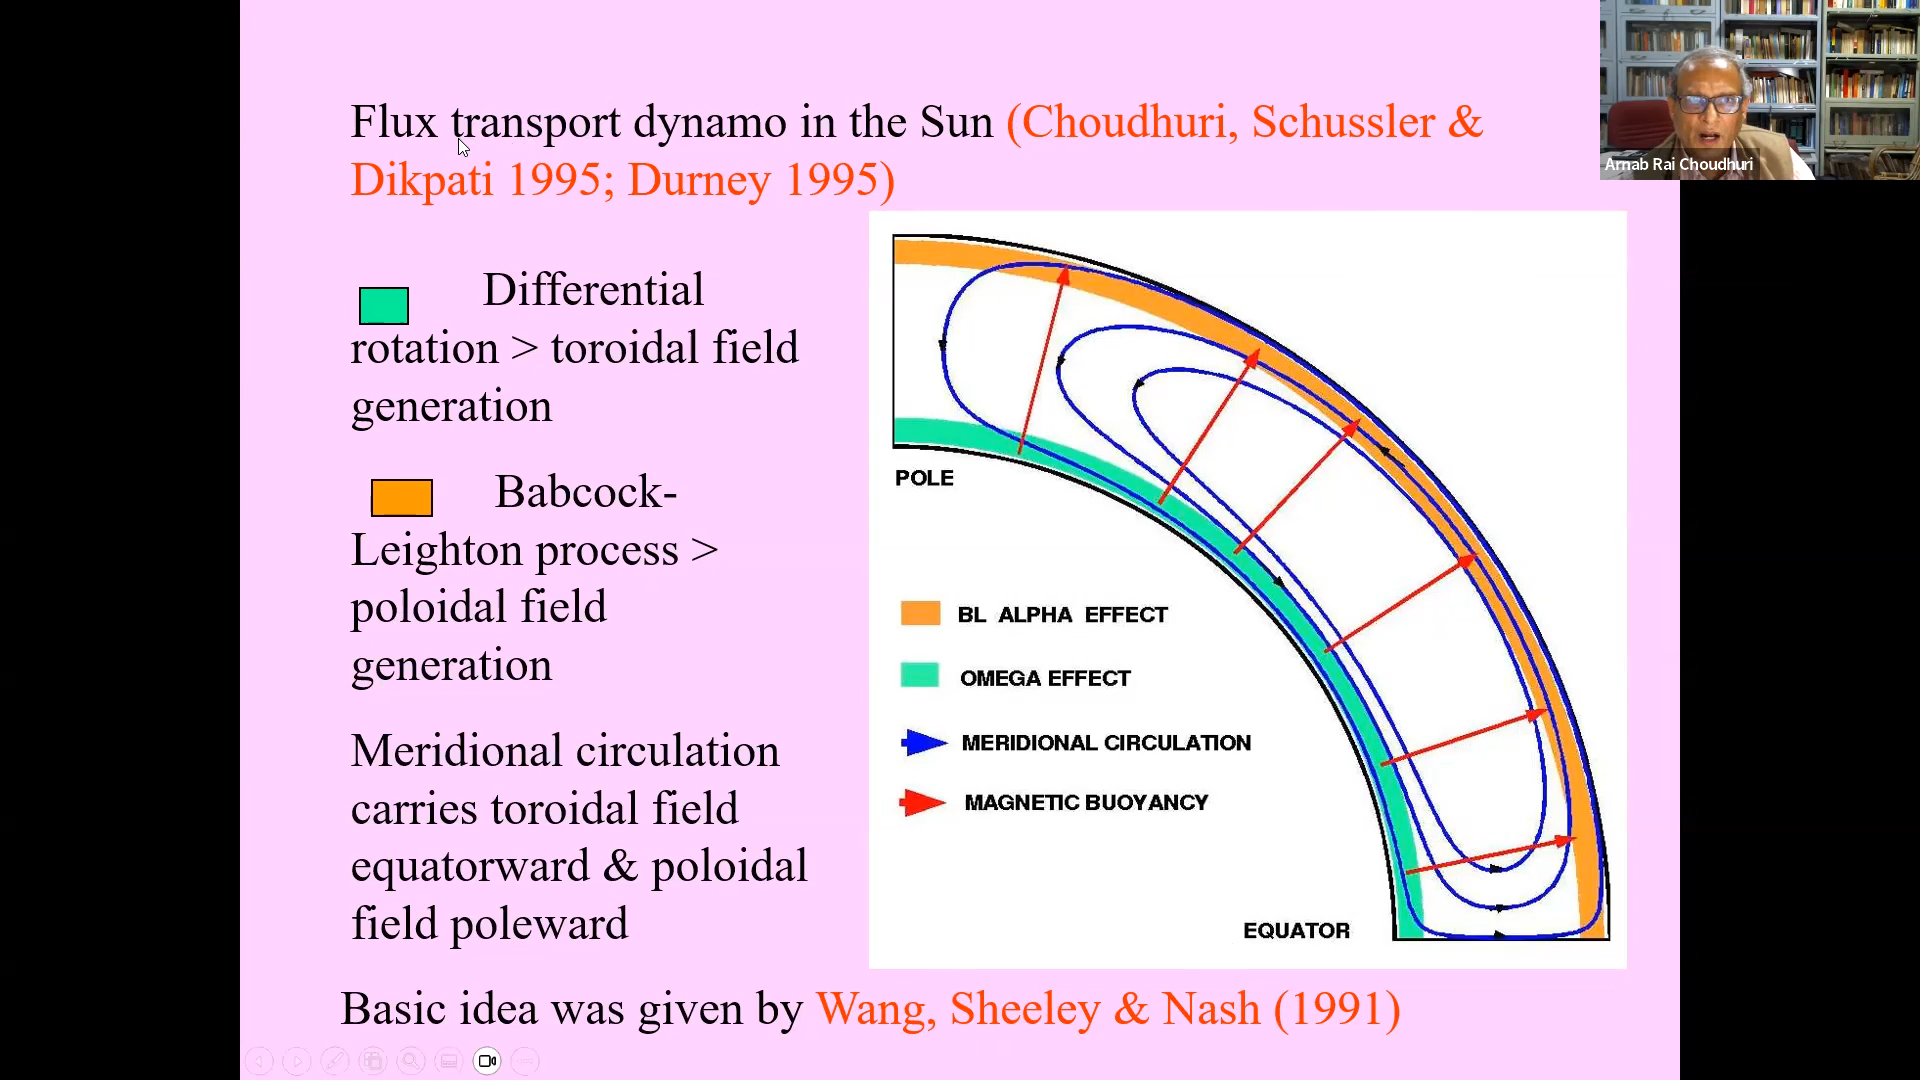 Flux transport dynamo in the Sun (Choudhuri, Schussler &
Dikpati 1995; Durney 1995)
Differential
rotation > toroidal field
generation
Babcock-
Leighton process >
poloidal field
generation
Meridional circulation
carries toroidal field
equatorward & poloidal
field poleward
POLE
BL ALPHA EFFECT
OMEGA EFFECT
MERIDIONAL CIRCULATION
MAGNETIC BUOYANCY
EQUATOR
Basic idea was given by Wang, Sheeley & Nash (1991)
Arnab Rai Choudhuri